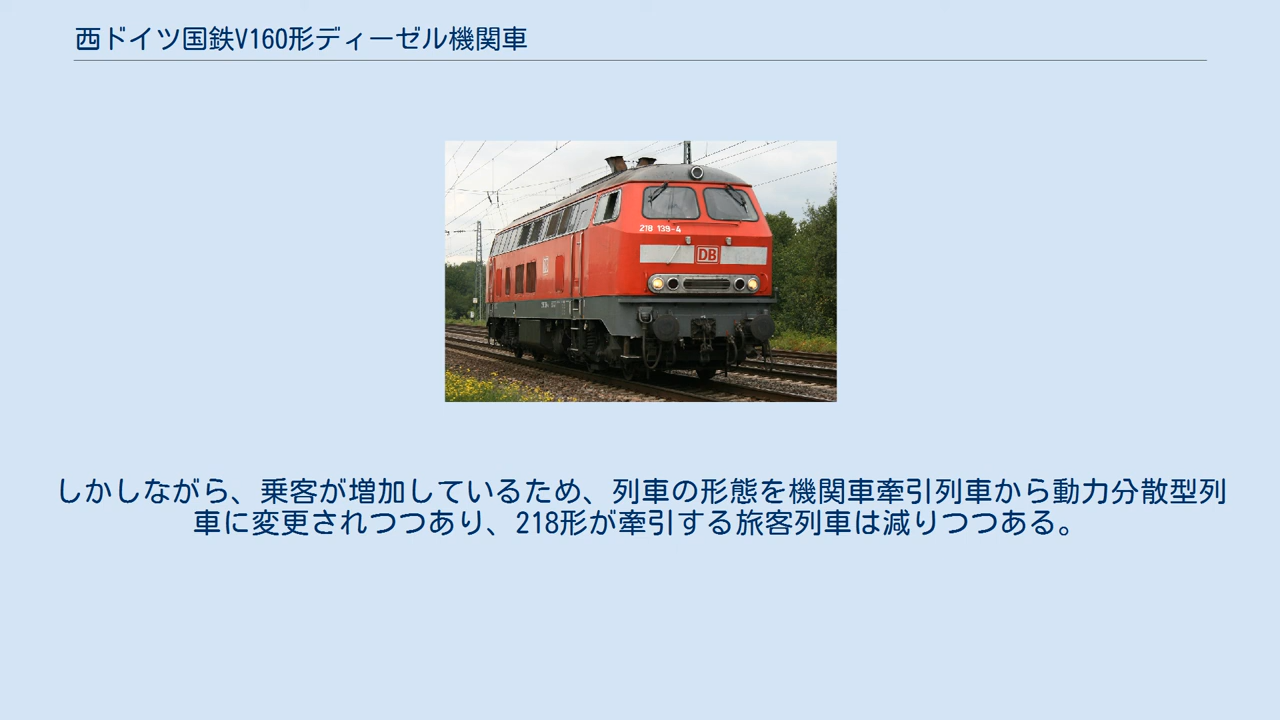 西ドイツ国鉄V160形ディーゼル機関車
218 139-4
DB
しかしながら、乗客が増加しているため、列車の形態を機関車牽引列車から動力分散型列
車に変更されつつあり、218形が牽引する旅客列車は減りつつある。